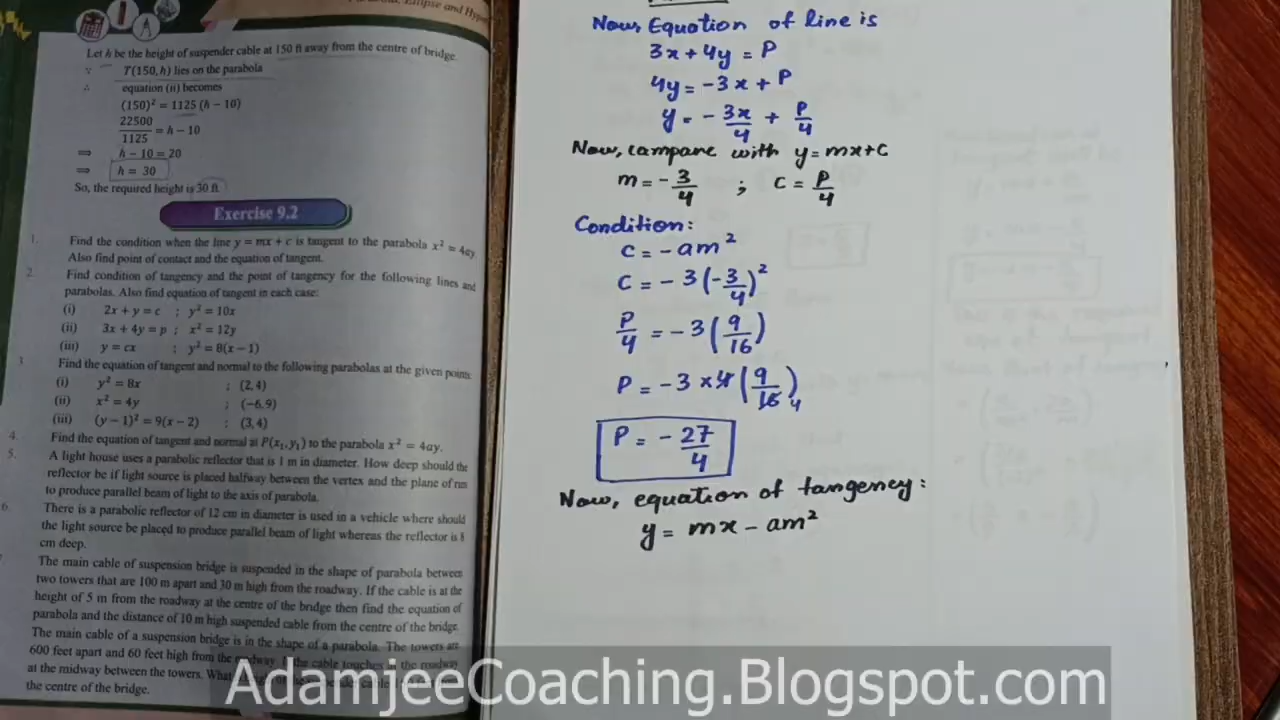 Ellipse and Hyp
Let h be the height of suspender cable at 150 ft away from the centre of bridge.
∵ T(150, h) lies on the parabola
∴ equation (ii) becomes
(150)² = 1125 (h − 10)
22500/1125 = h − 10
⟹ h − 10 = 20
⟹ h = 30
So, the required height is 30 ft.
Exercise 9.2
1. Find the condition when the line y = mx + c is tangent to the parabola x² = 4ay.
Also find point of contact and the equation of tangent.
2. Find condition of tangency and the point of tangency for the following lines and
parabolas. Also find equation of tangent in each case:
(i) 2x + y = c ; y² = 10x
(ii) 3x + 4y = p ; x² = 12y
(iii) y = cx ; y² = 8(x − 1)
3. Find the equation of tangent and normal to the following parabolas at the given points:
(i) y² = 8x ; (2, 4)
(ii) x² = 4y ; (−6, 9)
(iii) (y − 1)² = 9(x − 2) ; (3, 4)
4. Find the equation of tangent and normal at P(x₁, y₁) to the parabola x² = 4ay.
5. A light house uses a parabolic reflector that is 1 m in diameter. How deep should the
reflector be if light source is placed halfway between the vertex and the plane of rim
to produce parallel beam of light to the axis of parabola.
6. There is a parabolic reflector of 12 cm in diameter is used in a vehicle where should
the light source be placed to produce parallel beam of light whereas the reflector is 8
cm deep.
The main cable of suspension bridge is suspended in the shape of parabola between
two towers that are 100 m apart and 30 m high from the roadway. If the cable is at the
height of 5 m from the roadway at the centre of the bridge then find the equation of
parabola and the distance of 10 m high suspended cable from the centre of the bridge.
The main cable of a suspension bridge is in the shape of a parabola. The towers are
600 feet apart and 60 feet high from the roadway. If the cable touches the roadway
at the midway between the towers. What
the centre of the bridge.
Now, Equation of line is
3x + 4y = P
4y = −3x + P
y = −3x/4 + P/4
Now, compare with y = mx + c
m = −3/4 ; c = P/4
Condition:
c = −am²
c = −3(−3/4)²
P/4 = −3(9/16)
P = −3 × 4(9/16)4
P = −27/4
Now, equation of tangency:
y = mx − am²
AdamjeeCoaching.Blogspot.com